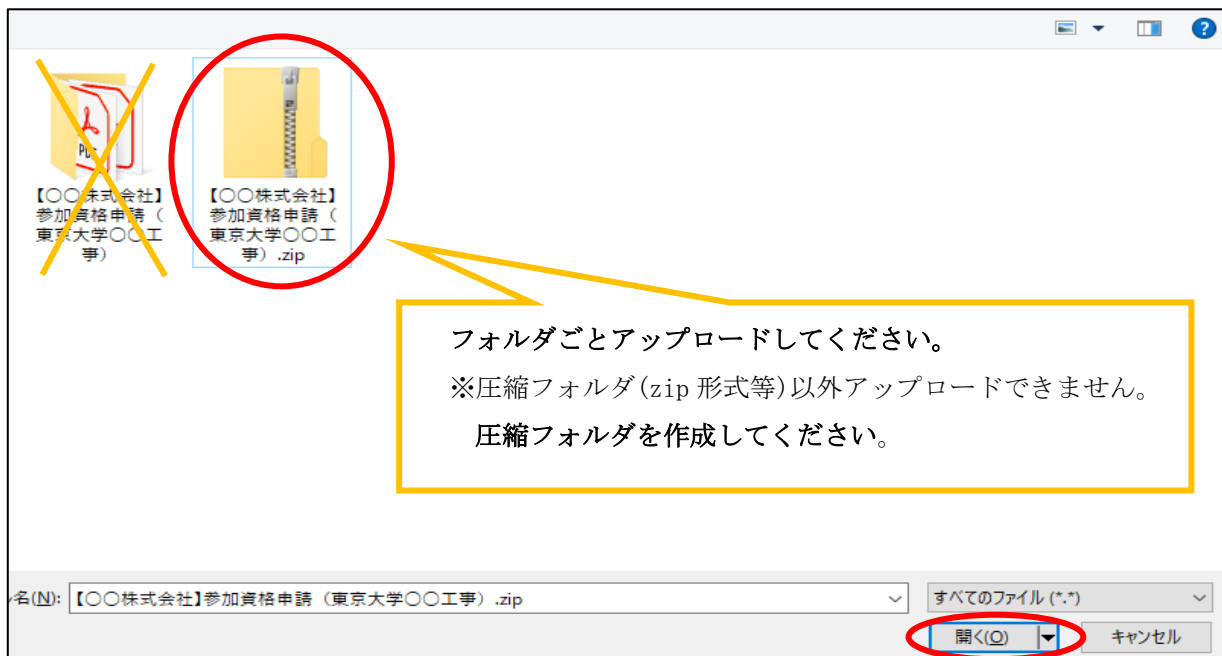 【〇〇株式会社】
参加資格申請（
東京大学〇〇工
事）
【〇〇株式会社】
参加資格申請（
東京大学〇〇工
事）.zip
PDF
フォルダごとアップロードしてください。
※圧縮フォルダ(zip 形式等)以外アップロードできません。
圧縮フォルダを作成してください。
ル名(N):
【〇〇株式会社】参加資格申請（東京大学〇〇工事）.zip
すべてのファイル (*.*)
開く(O)
キャンセル